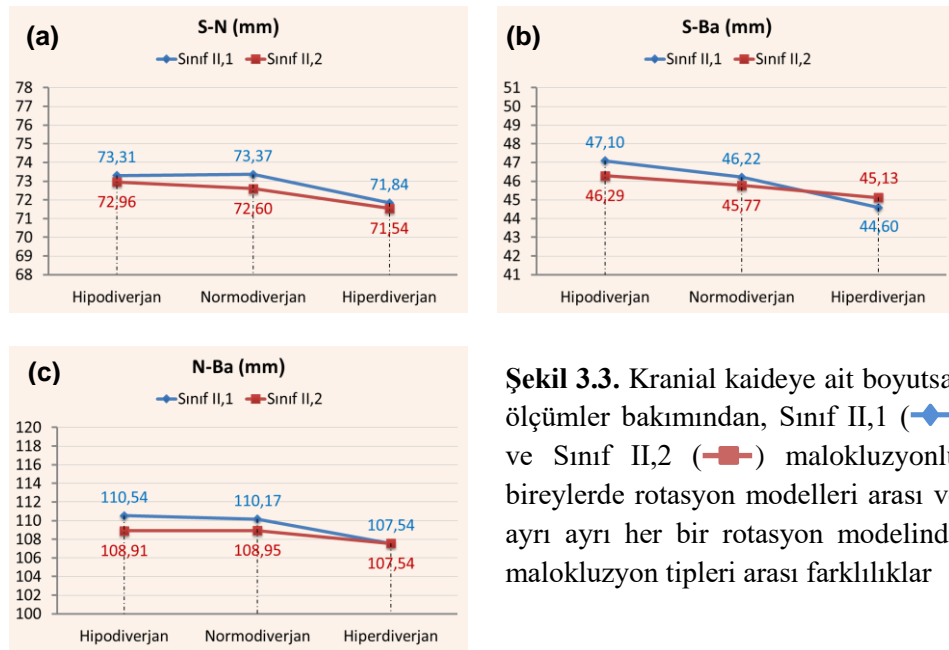 (a)
S-N (mm)
Sınıf II,1 Sınıf II,2
78
77
76
75
74
73
72
71
70
69
68
73,31 73,37 71,84
72,96 72,60 71,54
Hipodiverjan Normodiverjan Hiperdiverjan
(b)
S-Ba (mm)
Sınıf II,1 Sınıf II,2
51
50
49
48
47
46
45
44
43
42
41
47,10 46,22 45,13
46,29 45,77 44,60
Hipodiverjan Normodiverjan Hiperdiverjan
(c)
N-Ba (mm)
Sınıf II,1 Sınıf II,2
120
118
116
114
112
110
108
106
104
102
100
110,54 110,17 107,54
108,91 108,95 107,54
Hipodiverjan Normodiverjan Hiperdiverjan
Şekil 3.3. Kranial kaideye ait boyutsa
ölçümler bakımından, Sınıf II,1 (
ve Sınıf II,2 ( ) malokluzyonl
bireylerde rotasyon modelleri arası v
ayrı ayrı her bir rotasyon modelind
malokluzyon tipleri arası farklılıklar